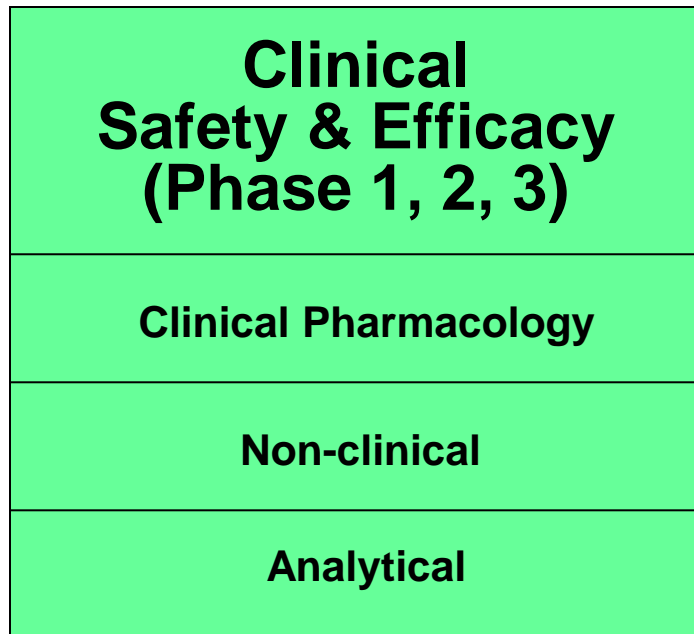 Clinical
Safety & Efficacy
(Phase 1, 2, 3)
Clinical Pharmacology
Non-clinical
Analytical